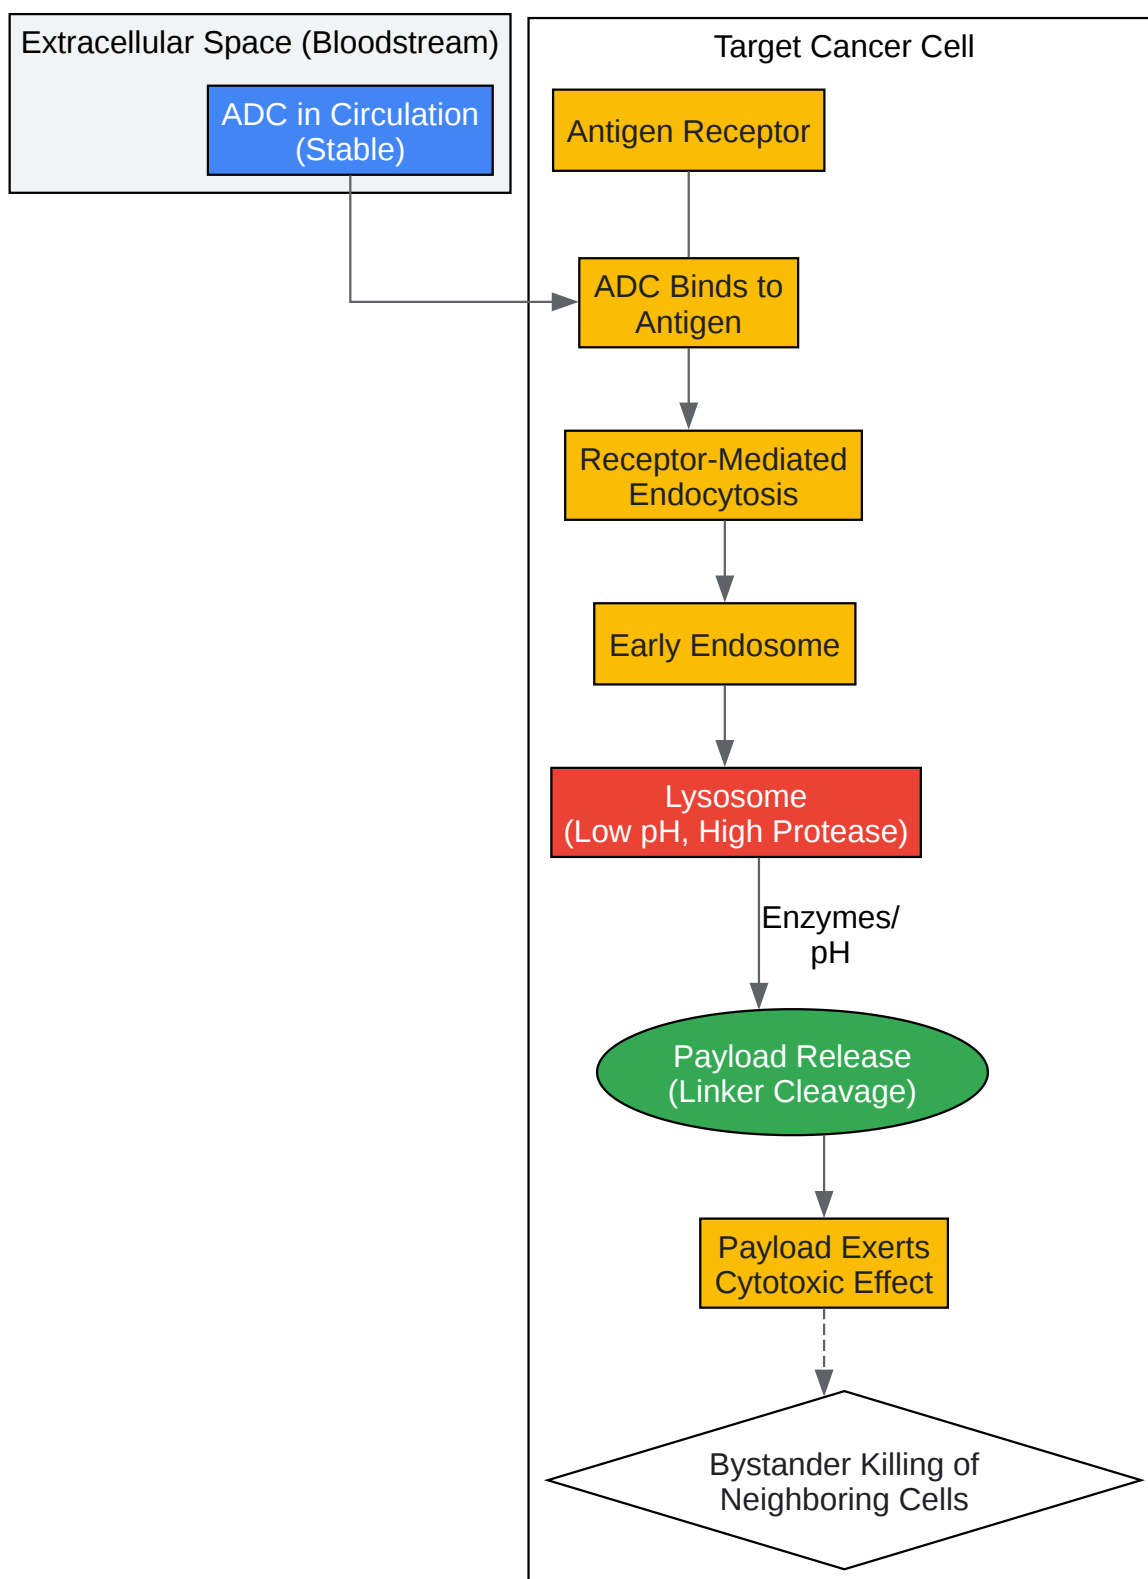 Extracellular Space (Bloodstream)
ADC in Circulation
(Stable)
Target Cancer Cell
Antigen Receptor
ADC Binds to
Antigen
Receptor-Mediated
Endocytosis
Early Endosome
Lysosome
(Low pH, High Protease)
Enzymes/
pH
Payload Release
(Linker Cleavage)
Payload Exerts
Cytotoxic Effect
Bystander Killing of
Neighboring Cells